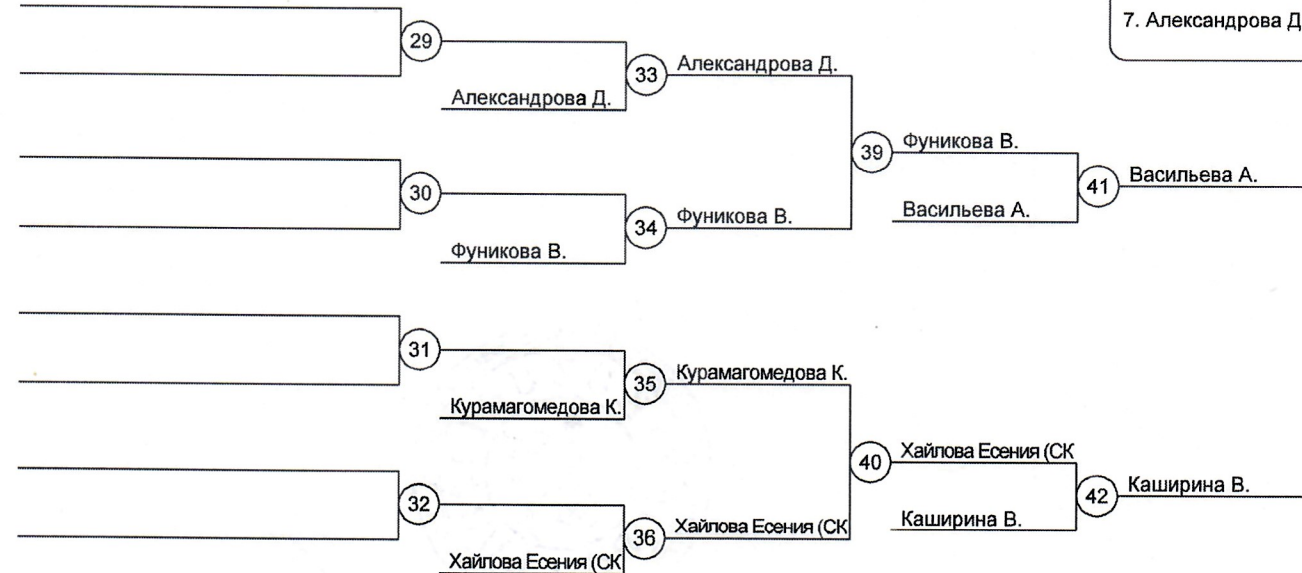 7. Александрова Д
29
Александрова Д.
33
Александрова Д.
30
Фуникова В.
34
Фуникова В.
39
Фуникова В.
Васильева А.
41
Васильева А.
31
Курамагомедова К.
35
Курамагомедова К.
32
Хайлова Есения (СК
36
Хайлова Есения (СК
40
Хайлова Есения (СК
Каширина В.
42
Каширина В.